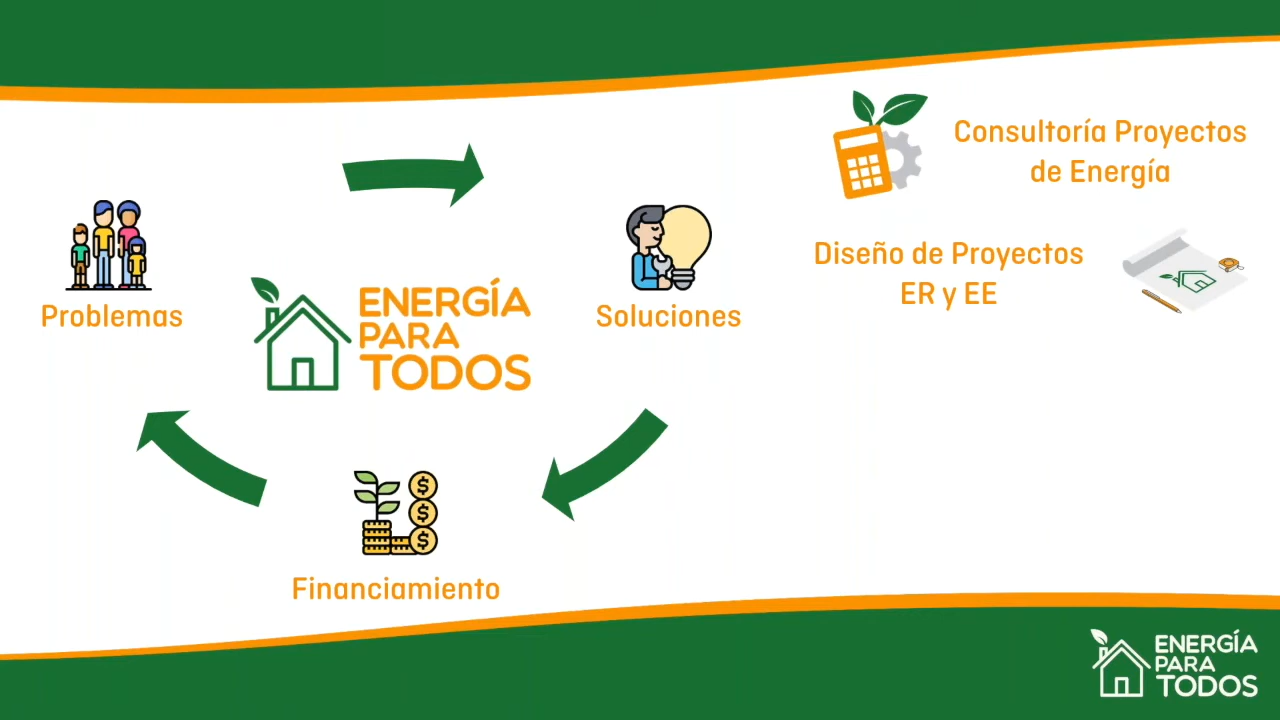 Consultoría Proyectos
de Energía
Diseño de Proyectos
ER y EE
Problemas
ENERGÍA
PARA
TODOS
Soluciones
$
$
$
Financiamiento
ENERGÍA
PARA
TODOS